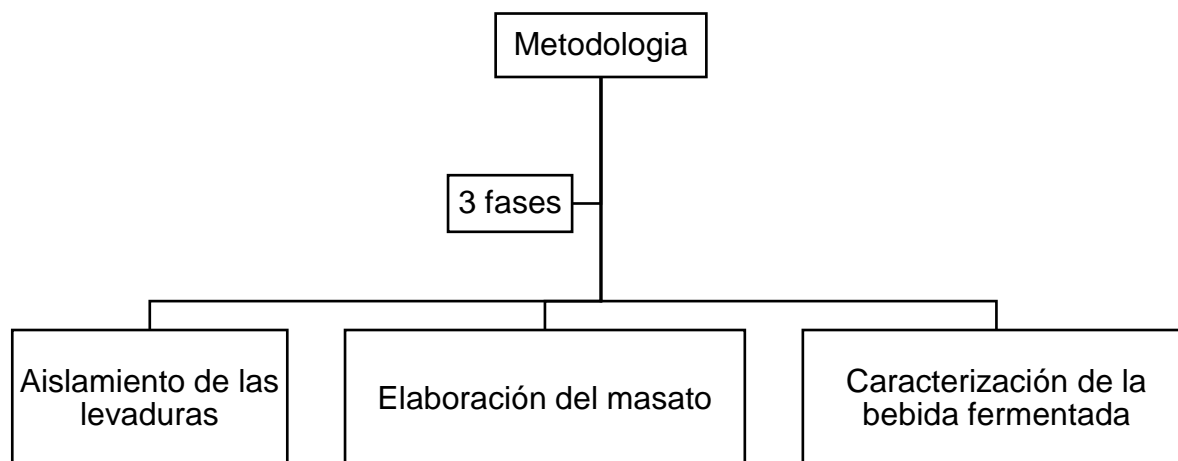 Metodologia
3 fases
Aislamiento de las
levaduras
Elaboración del masato
Caracterización de la
bebida fermentada